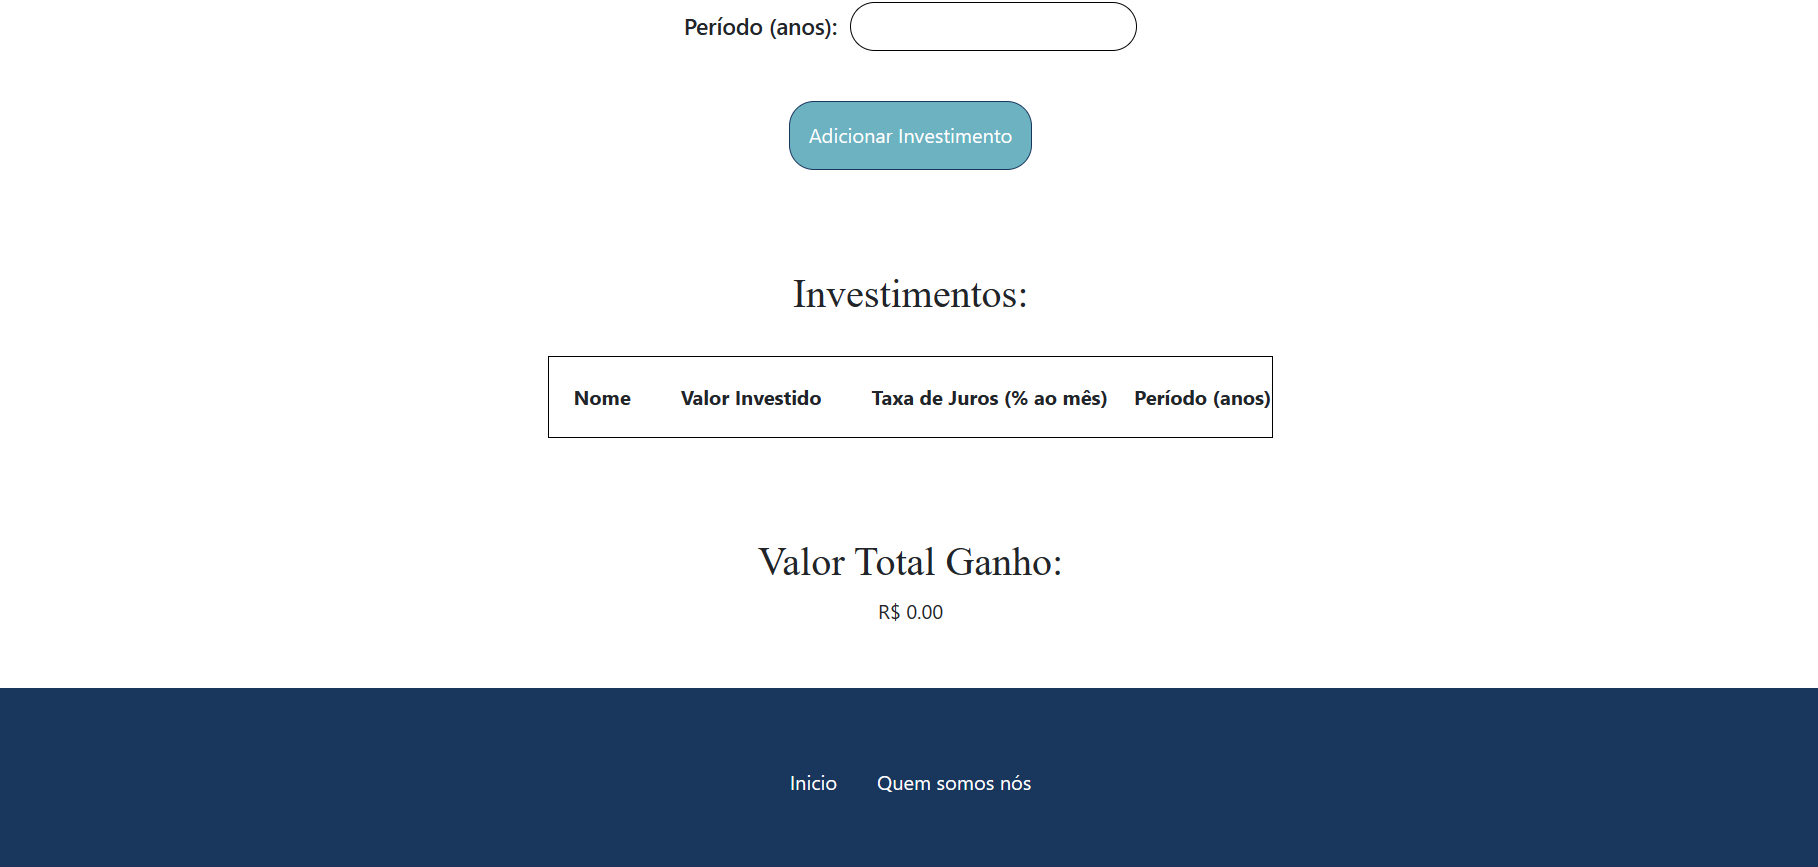 Período (anos):
Adicionar Investimento
Investimentos:
Nome Valor Investido Taxa de Juros (% ao mês) Período (anos)
Valor Total Ganho:
R$ 0.00
Inicio Quem somos nós